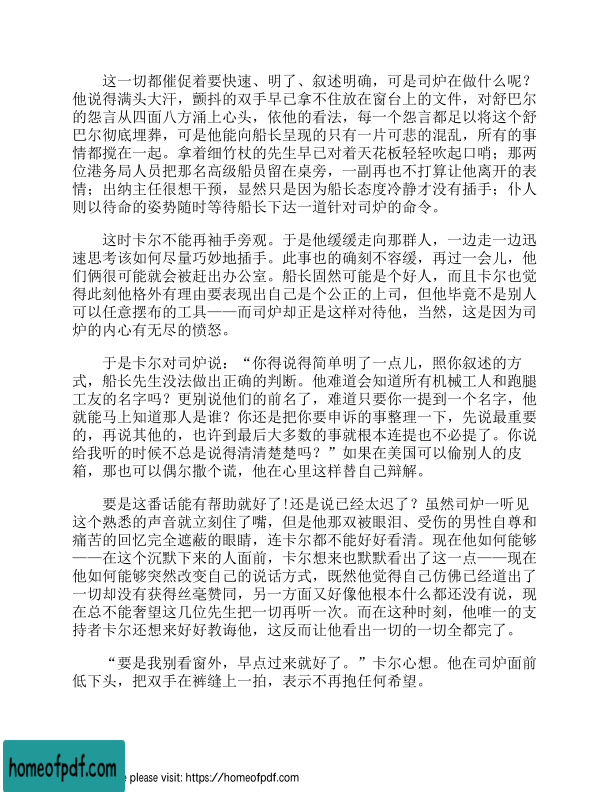 这一切都催促着要快速、明了、叙述明确，可是司炉在做什么呢？
他说得满头大汗，颤抖的双手早已拿不住放在窗台上的文件，对舒巴尔
的怨言从四面八方涌上心头，依他的看法，每一个怨言都足以将这个舒
巴尔彻底埋葬，可是他能向船长呈现的只有一片可悲的混乱，所有的事
情都搅在一起。拿着细竹杖的先生早已对着天花板轻轻吹起口哨；那两
位港务局人员把那名高级船员留在桌旁，一副再也不打算让他离开的表
情；出纳主任很想干预，显然只是因为船长态度冷静才没有插手；仆人
则以待命的姿势随时等待船长下达一道针对司炉的命令。
这时卡尔不能再袖手旁观。于是他缓缓走向那群人，一边走一边迅
速思考该如何尽量巧妙地插手。此事也的确刻不容缓，再过一会儿，他
们俩很可能就会被赶出办公室。船长固然可能是个好人，而且卡尔也觉
得此刻他格外有理由要表现出自己是个公正的上司，但他毕竟不是别人
可以任意摆布的工具——而司炉却正是这样对待他，当然，这是因为司
炉的内心有无尽的愤怒。
于是卡尔对司炉说：“你得说得简单明了一点儿，照你叙述的方
式，船长先生没法做出正确的判断。他难道会知道所有机械工人和跑腿
工友的名字吗？更别说他们的前名了，难道只要你一提到一个名字，他
就能马上知道那人是谁？你还是把你要申诉的事整理一下，先说最重要
的，再说其他的，也许到最后大多数的事就根本连提也不必提了。你说
给我听的时候不总是说得清清楚楚吗？”如果在美国可以偷别人的皮
箱，那也可以偶尔撒个谎，他在心里这样替自己辩解。
要是这番话能有帮助就好了!还是说已经太迟了？虽然司炉一听见
这个熟悉的声音就立刻住了嘴，但是他那双被眼泪、受伤的男性自尊和
痛苦的回忆完全遮蔽的眼睛，连卡尔都不能好好看清。现在他如何能够
——在这个沉默下来的人面前，卡尔想来也默默看出了这一点——现在
他如何能够突然改变自己的说话方式，既然他觉得自己仿佛已经道出了
一切却没有获得丝毫赞同，另一方面又好像他根本什么都还没有说，现
在总不能奢望这几位先生把一切再听一次。而在这种时刻，他唯一的支
持者卡尔还想来好好教诲他，这反而让他看出一切的一切全都完了。
“要是我别看窗外，早点过来就好了。”卡尔心想。他在司炉面前
低下头，把双手在裤缝上一拍，表示不再抱任何希望。
homeofpdf.com
please visit: https://homeofpdf.com